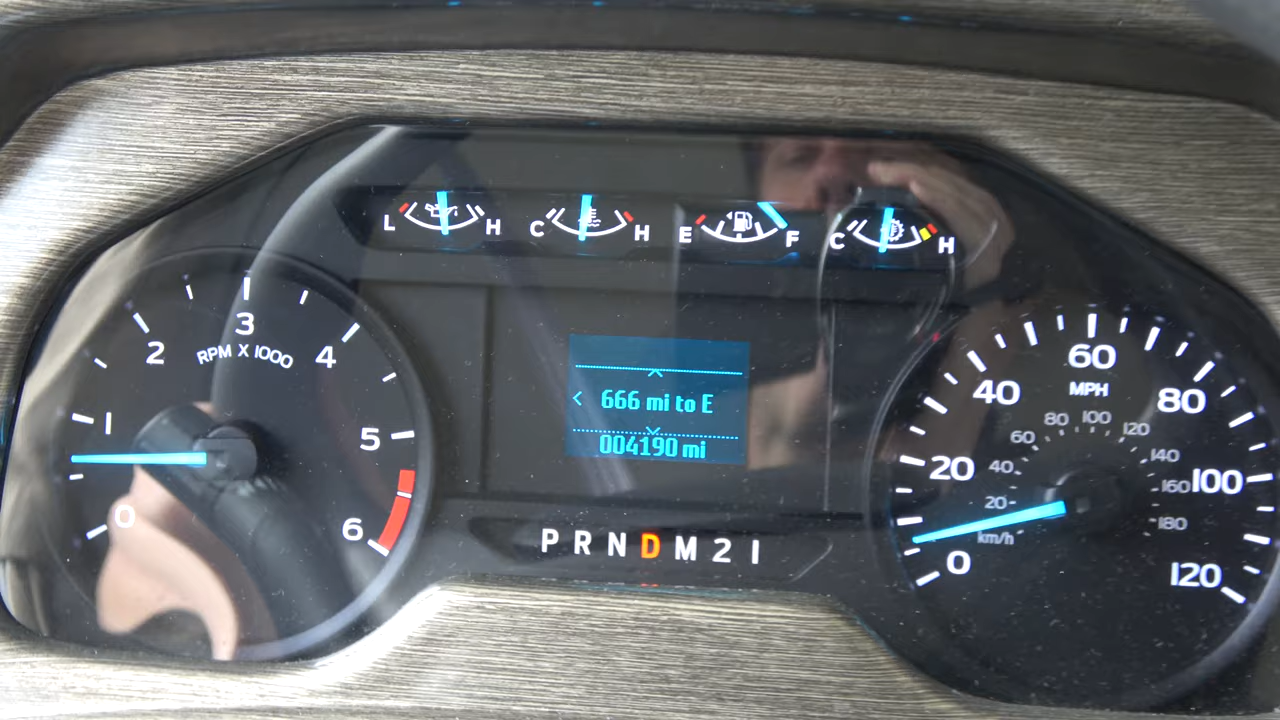 L H
C H
E F
C H
0 1 2 3 4 5 6
RPM X 1000
< 666 mi to E
004190 mi
P R N D M 2 1
0 20 40 60 80 100 120
MPH
20 40 60 80 100 120 140 160 180
km/h